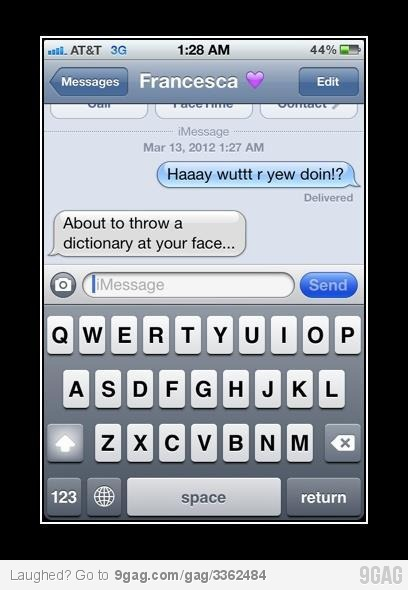 AT&T 3G 1:28 AM 44%
Messages Francesca 💜 Edit
Call FaceTime Contact
iMessage
Mar 13, 2012 1:27 AM
Haaay wuttt r yew doin!?
Delivered
About to throw a
dictionary at your face...
iMessage Send
Q W E R T Y U I O P
A S D F G H J K L
Z X C V B N M
123 space return
Laughed? Go to 9gag.com/gag/3362484 9GAG